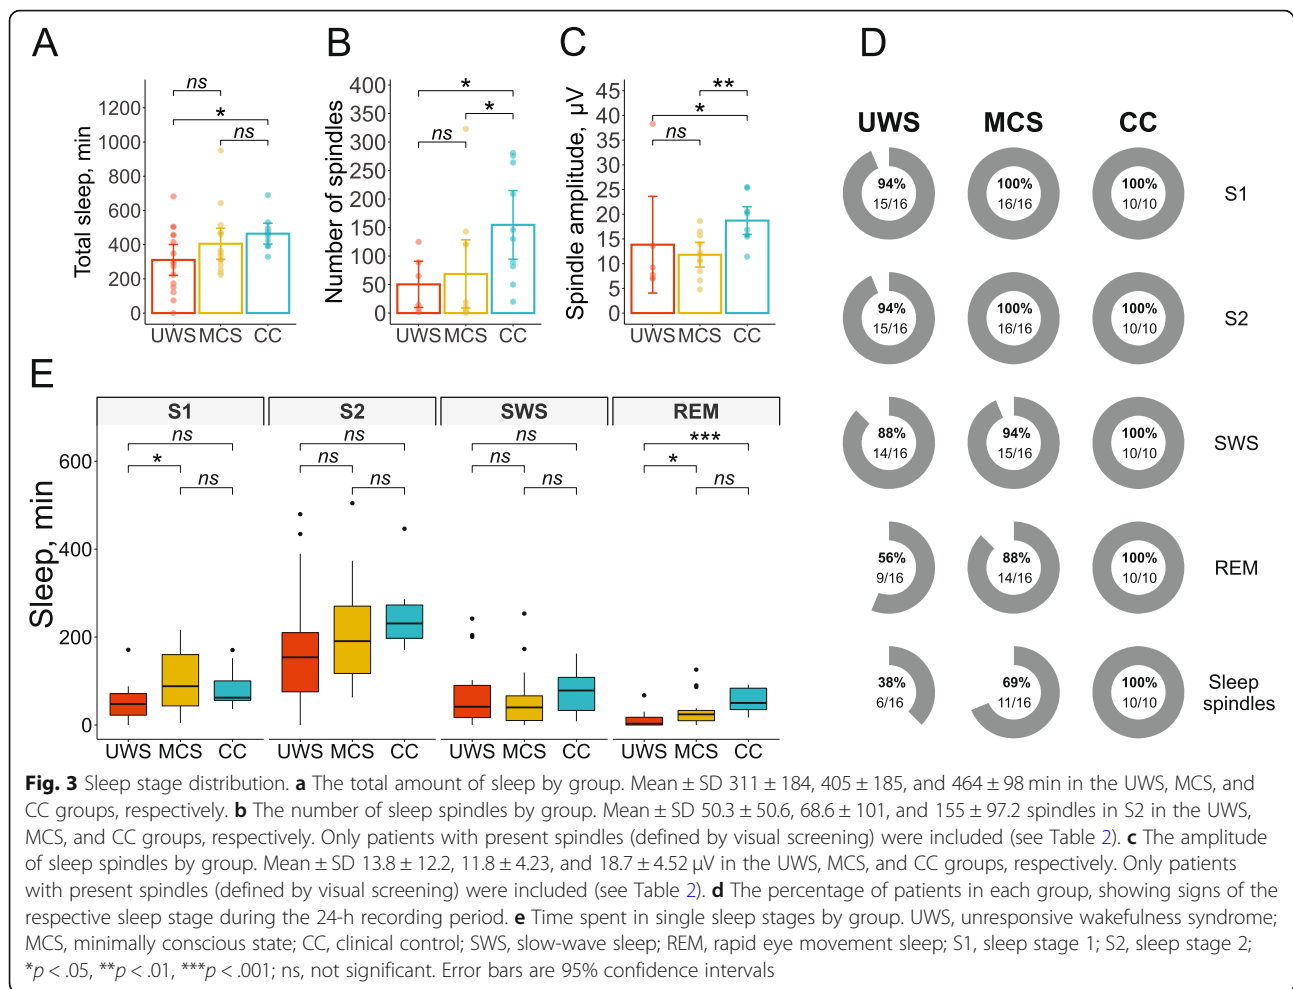 A
B
C
D
Total sleep, min
1200
1000
800
600
400
200
0
ns
*
ns
UWS MCS CC
Number of spindles
400
350
300
250
200
150
100
50
0
*
*
ns
UWS MCS CC
Spindle amplitude, µV
45
40
35
30
25
20
15
10
5
0
**
*
ns
UWS MCS CC
UWS MCS CC
94% 100% 100%
15/16 16/16 10/10
S1
94% 100% 100%
15/16 16/16 10/10
S2
88% 94% 100%
14/16 15/16 10/10
SWS
56% 88% 100%
9/16 14/16 10/10
REM
38% 69% 100%
6/16 11/16 10/10
Sleep
spindles
E
S1 S2 SWS REM
Sleep, min
600
400
200
0
ns
*
ns
ns
ns
ns
ns
ns
ns
***
*
ns
UWS MCS CC UWS MCS CC UWS MCS CC UWS MCS CC
Fig. 3 Sleep stage distribution. a The total amount of sleep by group. Mean ± SD 311 ± 184, 405 ± 185, and 464 ± 98 min in the UWS, MCS, and
CC groups, respectively. b The number of sleep spindles by group. Mean ± SD 50.3 ± 50.6, 68.6 ± 101, and 155 ± 97.2 spindles in S2 in the UWS,
MCS, and CC groups, respectively. Only patients with present spindles (defined by visual screening) were included (see Table 2). c The amplitude
of sleep spindles by group. Mean ± SD 13.8 ± 12.2, 11.8 ± 4.23, and 18.7 ± 4.52 µV in the UWS, MCS, and CC groups, respectively. Only patients
with present spindles (defined by visual screening) were included (see Table 2). d The percentage of patients in each group, showing signs of the
respective sleep stage during the 24-h recording period. e Time spent in single sleep stages by group. UWS, unresponsive wakefulness syndrome;
MCS, minimally conscious state; CC, clinical control; SWS, slow-wave sleep; REM, rapid eye movement sleep; S1, sleep stage 1; S2, sleep stage 2;
*p < .05, **p < .01, ***p < .001; ns, not significant. Error bars are 95% confidence intervals